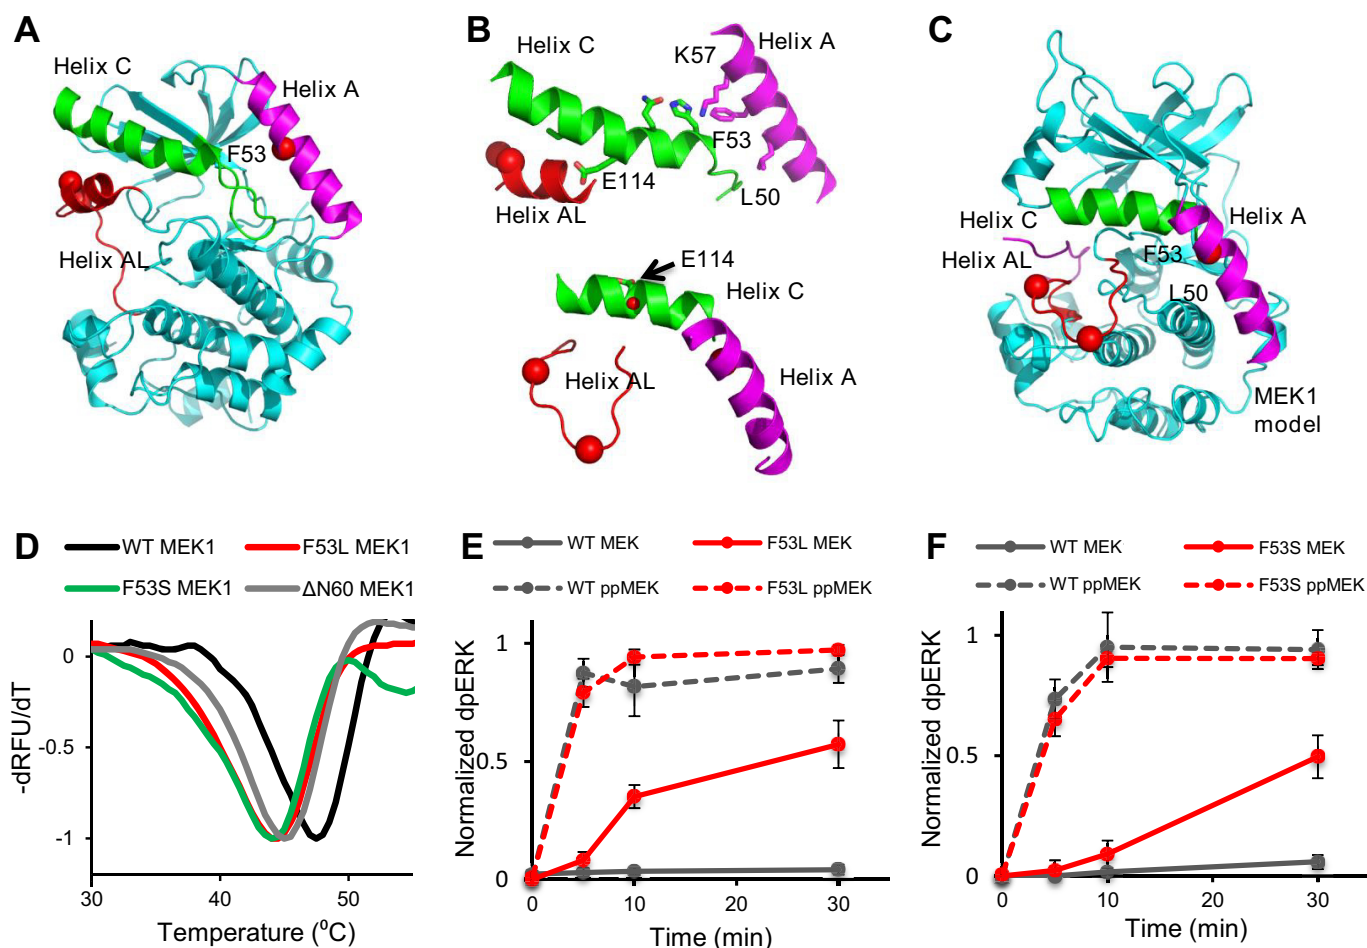 A
Helix C
Helix A
F53
Helix AL
B
Helix C
K57
Helix A
F53
E114
L50
Helix AL
E114
Helix C
Helix AL
Helix A
C
Helix C
Helix A
Helix AL
F53
L50
MEK1
model
D
WT MEK1
F53L MEK1
F53S MEK1
ΔN60 MEK1
0
-0.5
-1
-dRFU/dT
30
40
50
Temperature (⁰C)
E
WT MEK
F53L MEK
WT ppMEK
F53L ppMEK
1
0.5
0
Normalized dpERK
0
10
20
30
Time (min)
F
WT MEK
F53S MEK
WT ppMEK
F53S ppMEK
1
0.5
0
Normalized dpERK
0
10
20
30
Time (min)